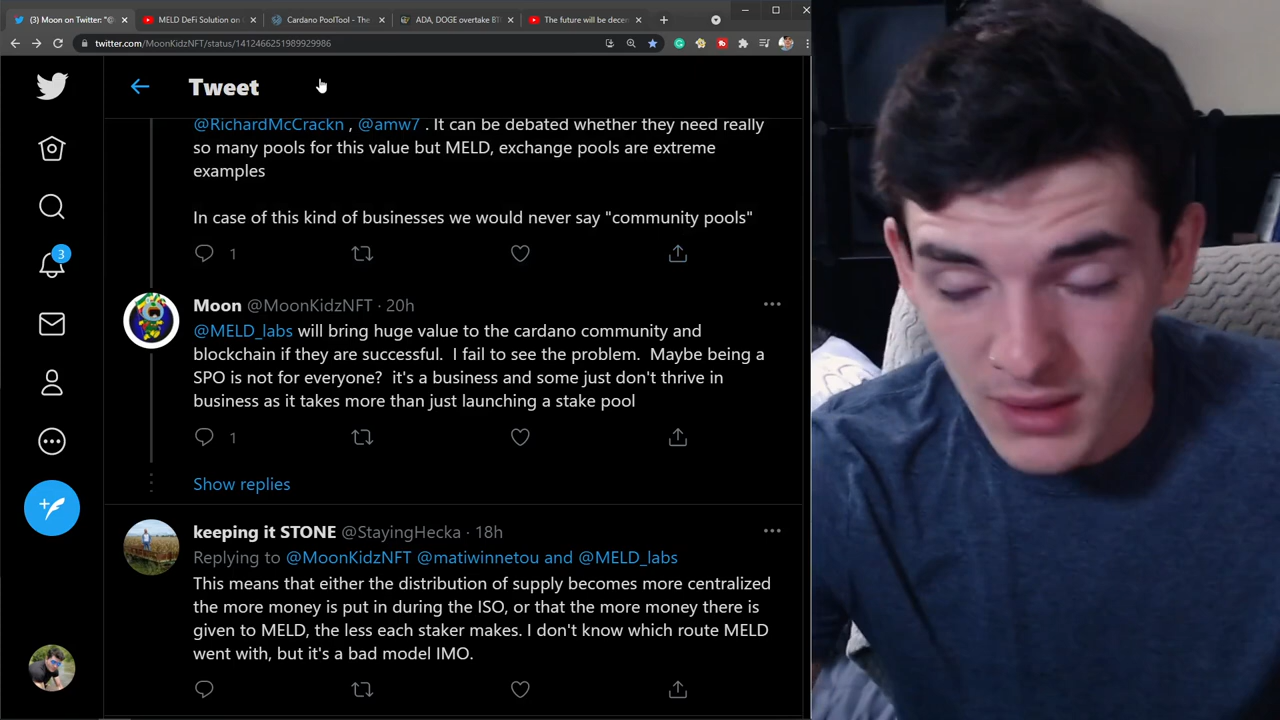 (3) Moon on Twitter: "@
MELD DeFi Solution on
Cardano PoolTool - The
ADA, DOGE overtake BT
The future will be decen
twitter.com/MoonKidzNFT/status/1412466251989929986
Tweet
@RichardMcCrackn , @amw7 . It can be debated whether they need really
so many pools for this value but MELD, exchange pools are extreme
examples
In case of this kind of businesses we would never say "community pools"
1
3
Moon @MoonKidzNFT · 20h
@MELD_labs will bring huge value to the cardano community and
blockchain if they are successful. I fail to see the problem. Maybe being a
SPO is not for everyone? it's a business and some just don't thrive in
business as it takes more than just launching a stake pool
1
Show replies
keeping it STONE @StayingHecka · 18h
Replying to @MoonKidzNFT @matiwinnetou and @MELD_labs
This means that either the distribution of supply becomes more centralized
the more money is put in during the ISO, or that the more money there is
given to MELD, the less each staker makes. I don't know which route MELD
went with, but it's a bad model IMO.